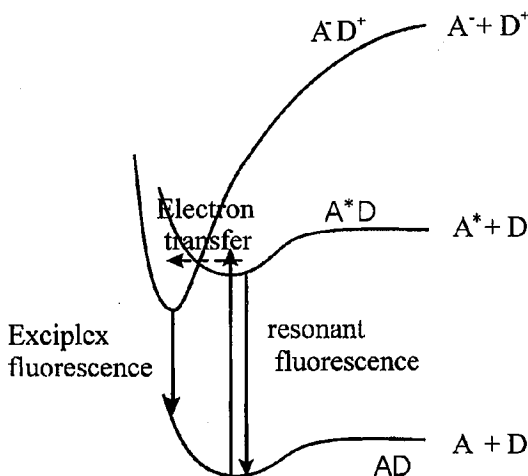 A⁻D⁺
A⁻+ D⁺
Electron
transfer
A*D
A*+ D
Exciplex
fluorescence
resonant
fluorescence
AD
A + D